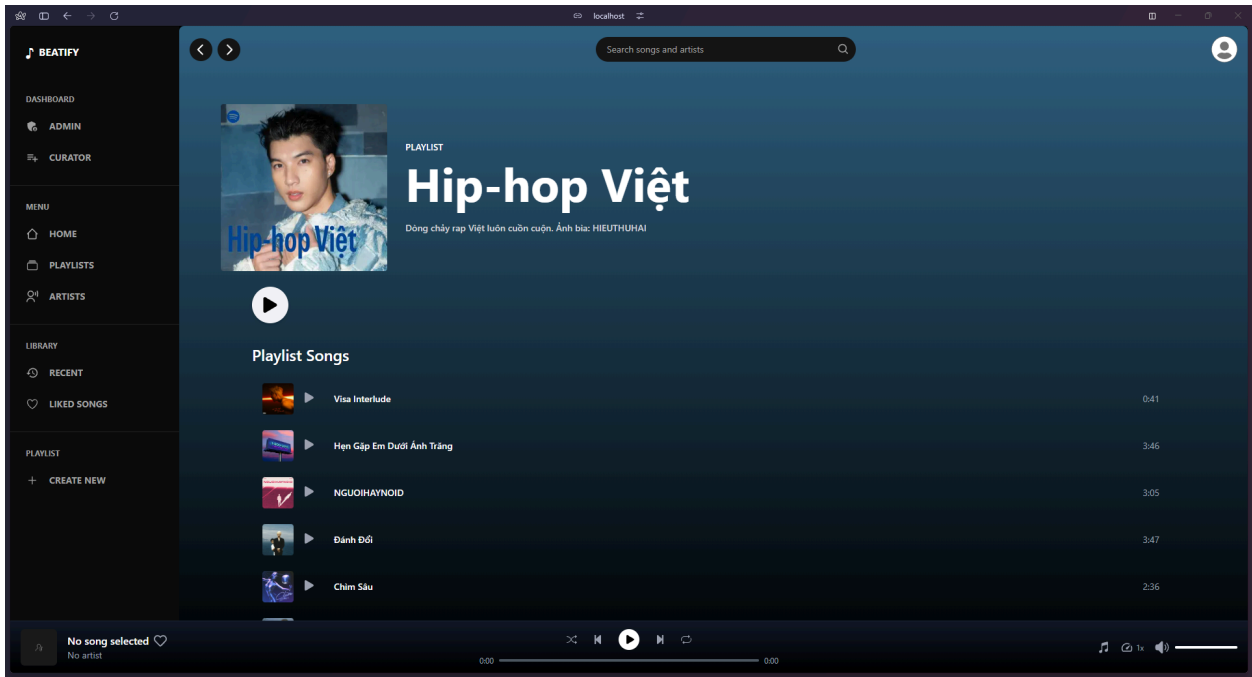 localhost
BEATIFY
Search songs and artists
DASHBOARD
ADMIN
CURATOR
MENU
HOME
PLAYLISTS
ARTISTS
LIBRARY
RECENT
LIKED SONGS
PLAYLIST
CREATE NEW
Hip-hop Việt
PLAYLIST
Hip-hop Việt
Dòng chảy rap Việt luôn cuồn cuộn. Ảnh bìa: HIEUTHUHAI
Playlist Songs
Visa Interlude 0:41
Hẹn Gặp Em Dưới Ánh Trăng 3:46
NGUOIHAYNOID 3:05
Đánh Đổi 3:47
Chìm Sâu 2:36
No song selected
No artist
0:00 0:00
1x